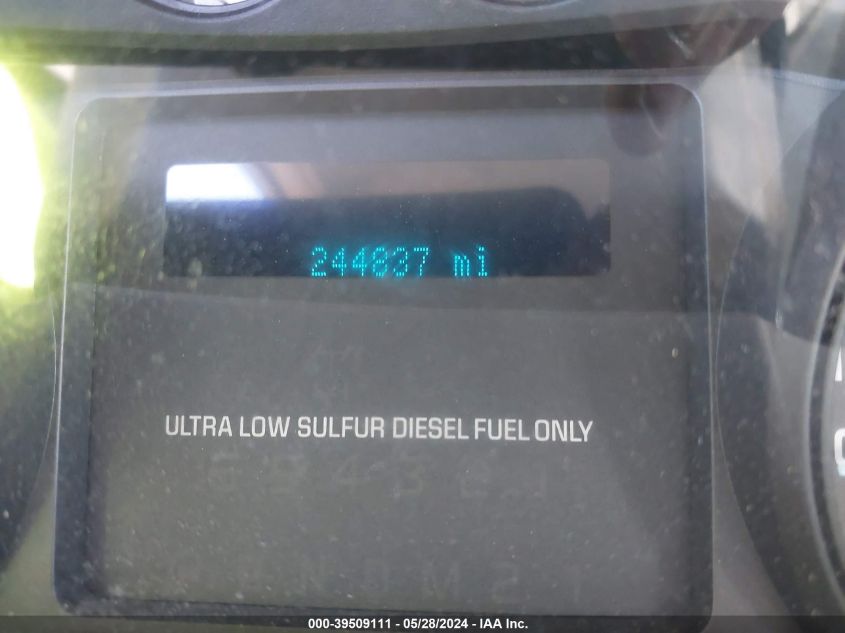 244837 mi
ULTRA LOW SULFUR DIESEL FUEL ONLY
000-39509111 - 05/28/2024 - IAA Inc.